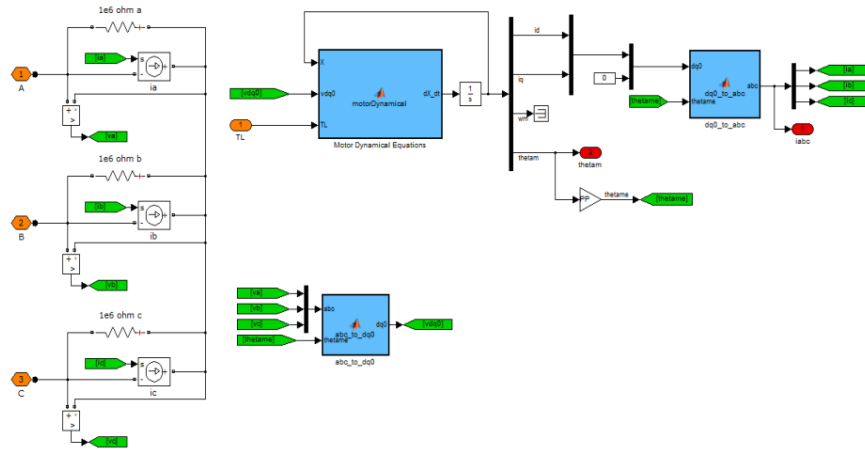 1e6 ohm a
[ia]
s
1
A
-
ia
+ -
>
[va]
1e6 ohm b
[ib]
s
2
B
-
ib
+ -
>
[vb]
1e6 ohm c
[ic]
s
3
C
-
ic
+ -
>
[vc]
X
[vdq0]
vdq0
motorDynamical
dX_dt
1
TL
TL
Motor Dynamical Equations
1
s
id
iq
wm
thetam
2
thetam
PP
thetame
[thetame]
0
dq0
[thetame]
thetame
dq0_to_abc
abc
dq0_to_abc
[ia]
[ib]
[ic]
1
iabc
[va]
[vb]
[vc]
[thetame]
abc
thetame
abc_to_dq0
dq0
abc_to_dq0
[vdq0]